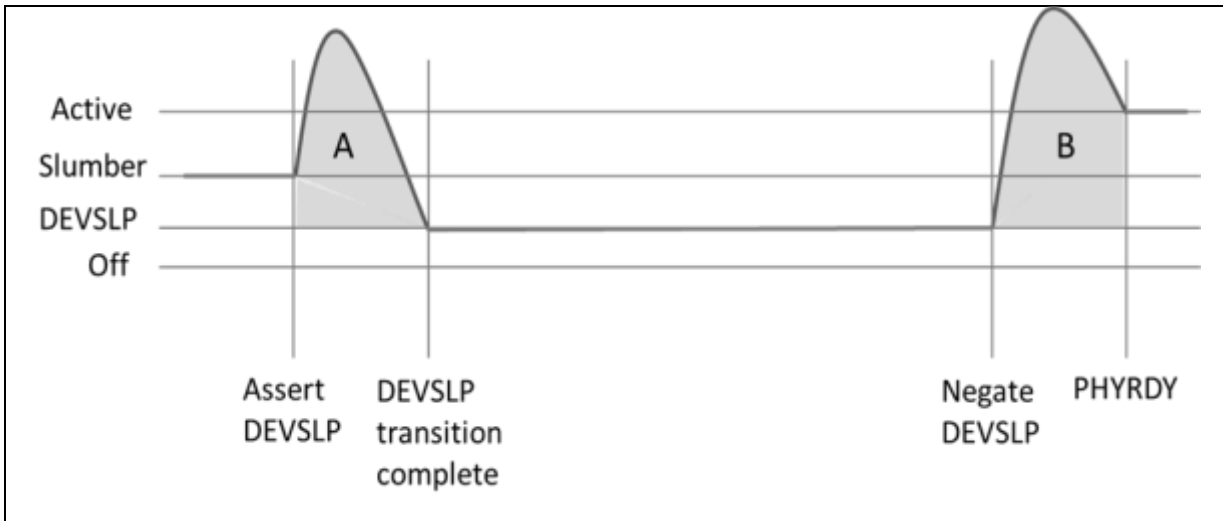 Active
A
B
Slumber
DEVSLP
Off
Assert
DEVSLP
DEVSLP
transition
complete
Negate
DEVSLP
PHYRDY